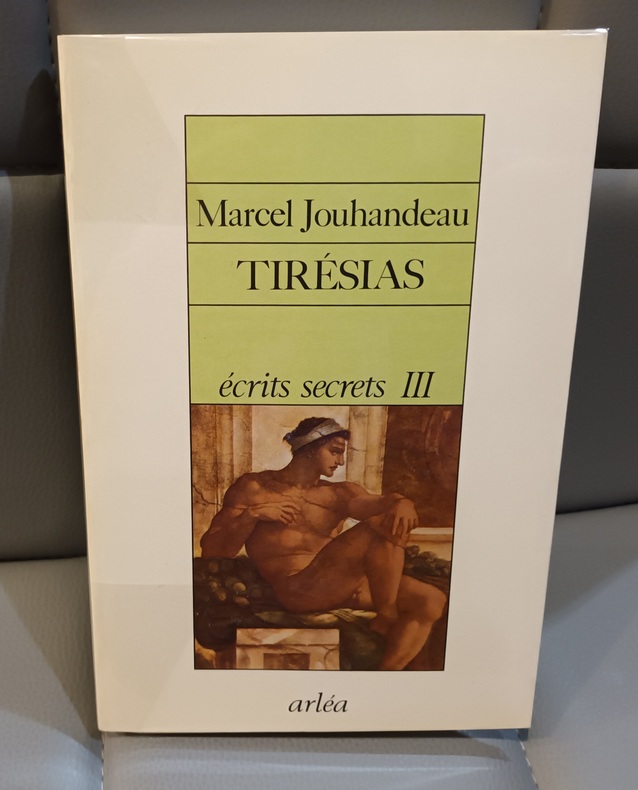 Marcel Jouhandeau
TIRÉSIAS
écrits secrets III
arléa